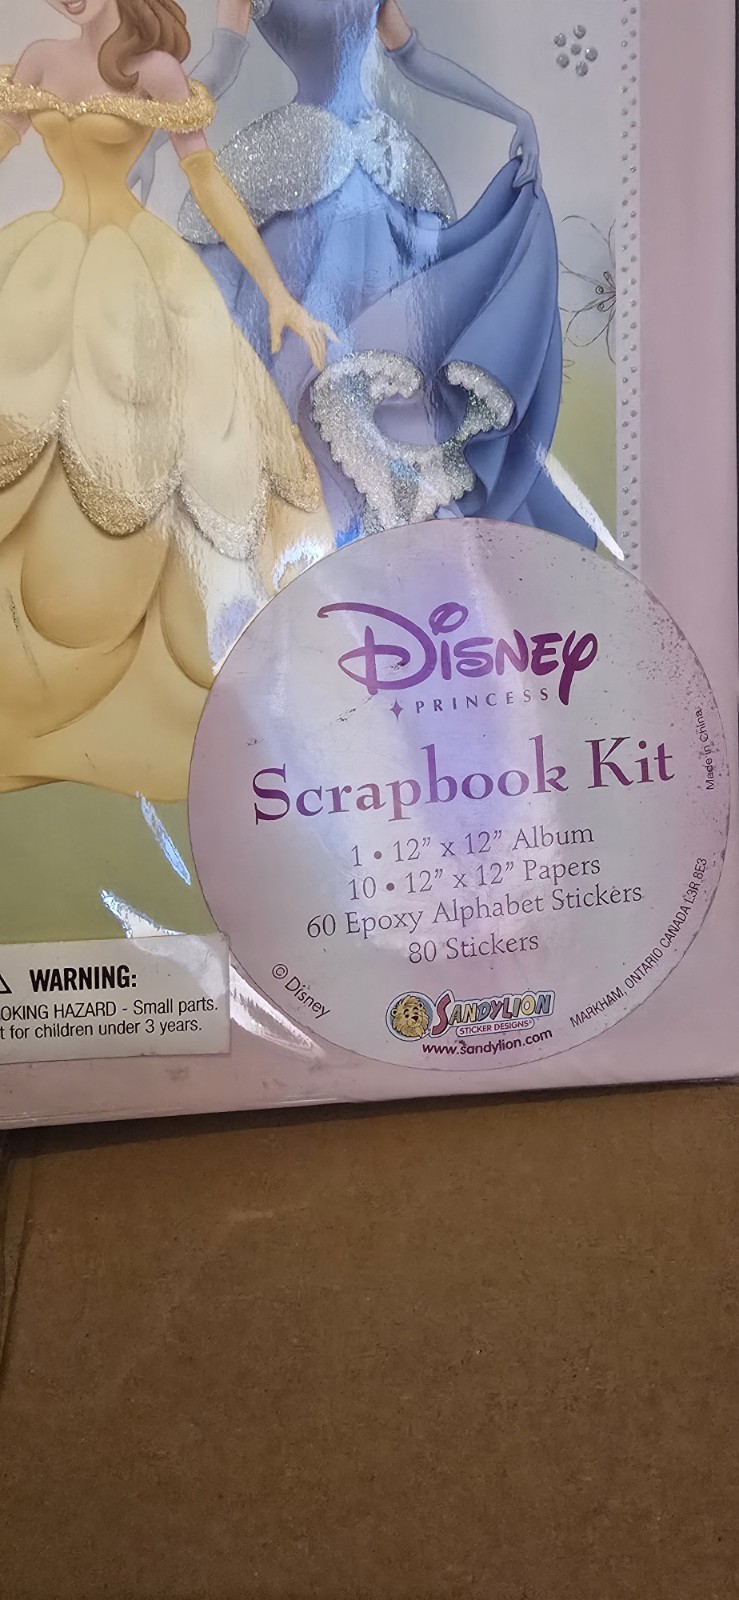 Disney
PRINCESS
Scrapbook Kit
1 • 12” x 12” Album
10 • 12” x 12” Papers
60 Epoxy Alphabet Stickers
80 Stickers
© Disney
SANDYLION
STICKER DESIGNS®
www.sandylion.com
MARKHAM, ONTARIO CANADA L3R 8E3
Made in China
WARNING:
OKING HAZARD - Small parts.
t for children under 3 years.